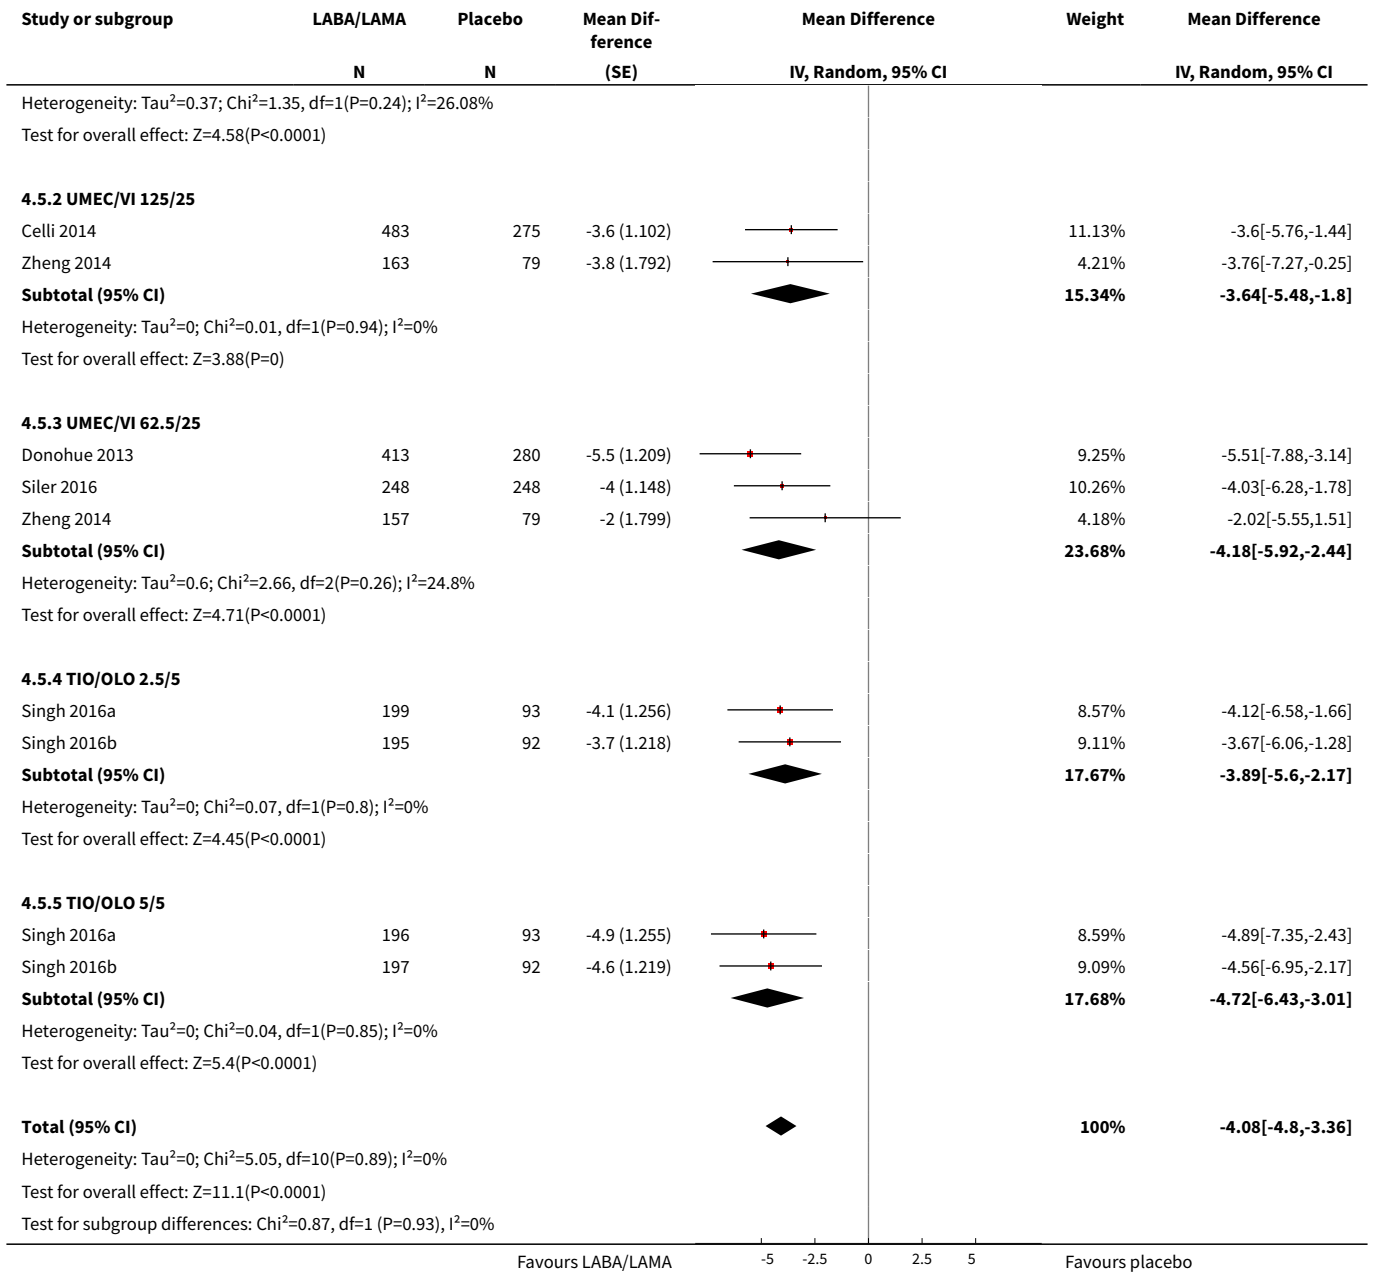 Study or subgroup LABA/LAMA Placebo Mean Dif- Mean Difference Weight Mean Difference
ference
N N (SE) IV, Random, 95% CI IV, Random, 95% CI
Heterogeneity: Tau²=0.37; Chi²=1.35, df=1(P=0.24); I²=26.08%
Test for overall effect: Z=4.58(P<0.0001)
4.5.2 UMEC/VI 125/25
Celli 2014 483 275 -3.6 (1.102) 11.13% -3.6[-5.76,-1.44]
Zheng 2014 163 79 -3.8 (1.792) 4.21% -3.76[-7.27,-0.25]
Subtotal (95% CI) 15.34% -3.64[-5.48,-1.8]
Heterogeneity: Tau²=0; Chi²=0.01, df=1(P=0.94); I²=0%
Test for overall effect: Z=3.88(P=0)
4.5.3 UMEC/VI 62.5/25
Donohue 2013 413 280 -5.5 (1.209) 9.25% -5.51[-7.88,-3.14]
Siler 2016 248 248 -4 (1.148) 10.26% -4.03[-6.28,-1.78]
Zheng 2014 157 79 -2 (1.799) 4.18% -2.02[-5.55,1.51]
Subtotal (95% CI) 23.68% -4.18[-5.92,-2.44]
Heterogeneity: Tau²=0.6; Chi²=2.66, df=2(P=0.26); I²=24.8%
Test for overall effect: Z=4.71(P<0.0001)
4.5.4 TIO/OLO 2.5/5
Singh 2016a 199 93 -4.1 (1.256) 8.57% -4.12[-6.58,-1.66]
Singh 2016b 195 92 -3.7 (1.218) 9.11% -3.67[-6.06,-1.28]
Subtotal (95% CI) 17.67% -3.89[-5.6,-2.17]
Heterogeneity: Tau²=0; Chi²=0.07, df=1(P=0.8); I²=0%
Test for overall effect: Z=4.45(P<0.0001)
4.5.5 TIO/OLO 5/5
Singh 2016a 196 93 -4.9 (1.255) 8.59% -4.89[-7.35,-2.43]
Singh 2016b 197 92 -4.6 (1.219) 9.09% -4.56[-6.95,-2.17]
Subtotal (95% CI) 17.68% -4.72[-6.43,-3.01]
Heterogeneity: Tau²=0; Chi²=0.04, df=1(P=0.85); I²=0%
Test for overall effect: Z=5.4(P<0.0001)
Total (95% CI) 100% -4.08[-4.8,-3.36]
Heterogeneity: Tau²=0; Chi²=5.05, df=10(P=0.89); I²=0%
Test for overall effect: Z=11.1(P<0.0001)
Test for subgroup differences: Chi²=0.87, df=1 (P=0.93), I²=0%
Favours LABA/LAMA -5 -2.5 0 2.5 5 Favours placebo